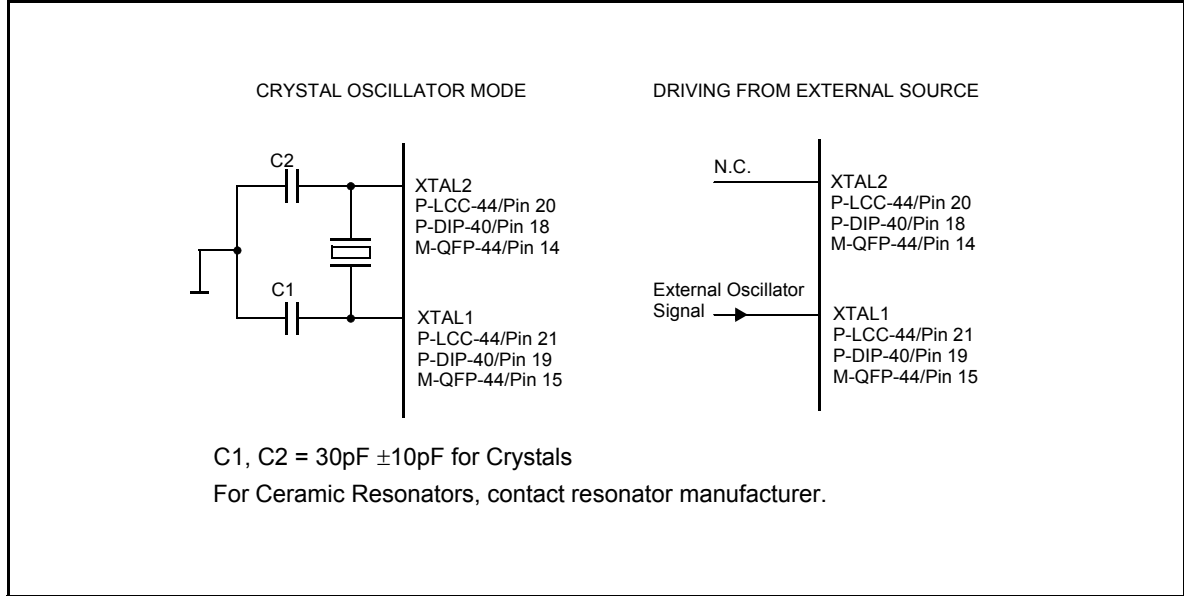 CRYSTAL OSCILLATOR MODE
C2
XTAL2
P-LCC-44/Pin 20
P-DIP-40/Pin 18
M-QFP-44/Pin 14
C1
XTAL1
P-LCC-44/Pin 21
P-DIP-40/Pin 19
M-QFP-44/Pin 15
DRIVING FROM EXTERNAL SOURCE
N.C.
XTAL2
P-LCC-44/Pin 20
P-DIP-40/Pin 18
M-QFP-44/Pin 14
External Oscillator
Signal
XTAL1
P-LCC-44/Pin 21
P-DIP-40/Pin 19
M-QFP-44/Pin 15
C1, C2 = 30pF ±10pF for Crystals
For Ceramic Resonators, contact resonator manufacturer.